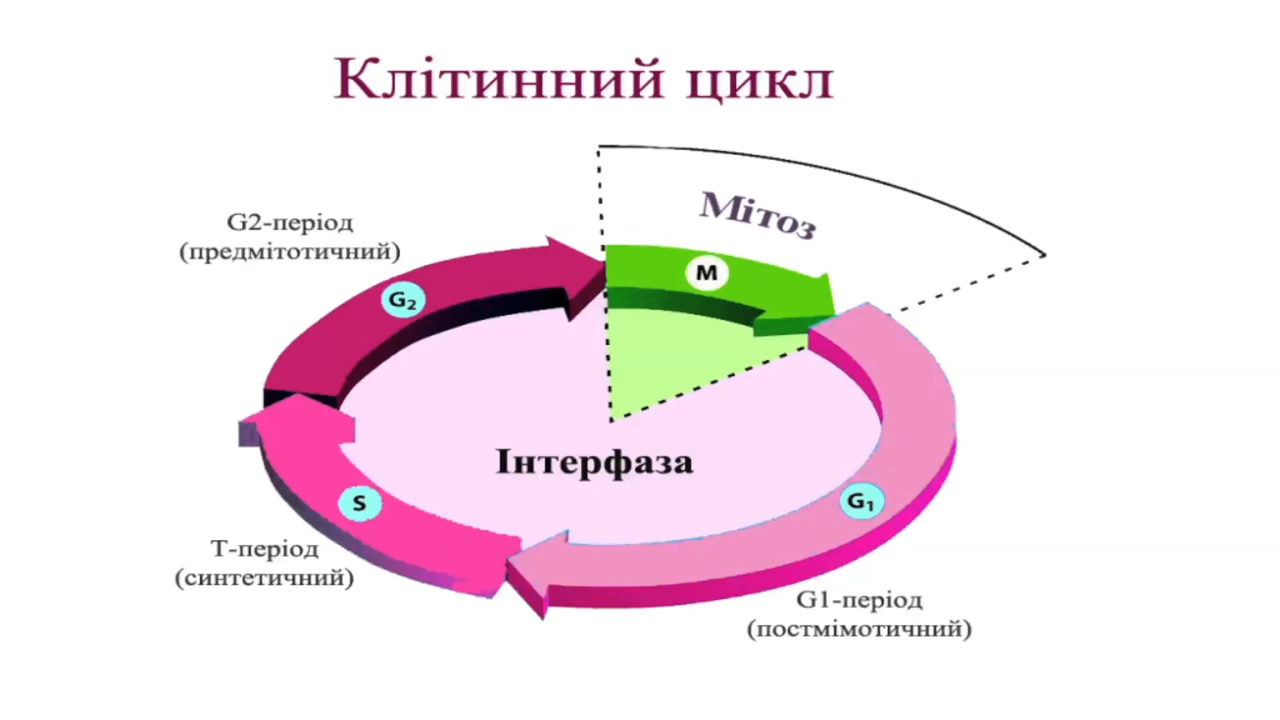 Клітинний цикл
Мітоз
G2-період
(предмітотичний)
M
G₂
Інтерфаза
S
G₁
Т-період
(синтетичний)
G1-період
(постмімотичний)